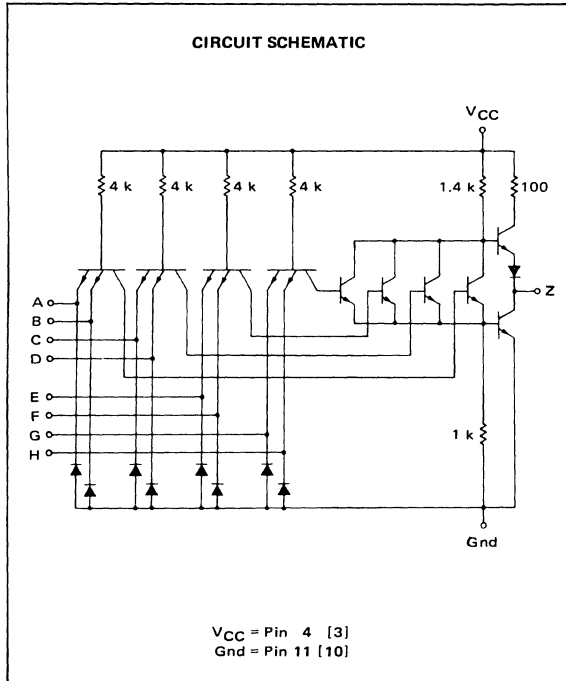 CIRCUIT SCHEMATIC
VCC
4 k 4 k 4 k 4 k 1.4 k 100
A
B
C
D
E
F
G
H
Z
1 k
Gnd
VCC = Pin 4 [3]
Gnd = Pin 11 [10]